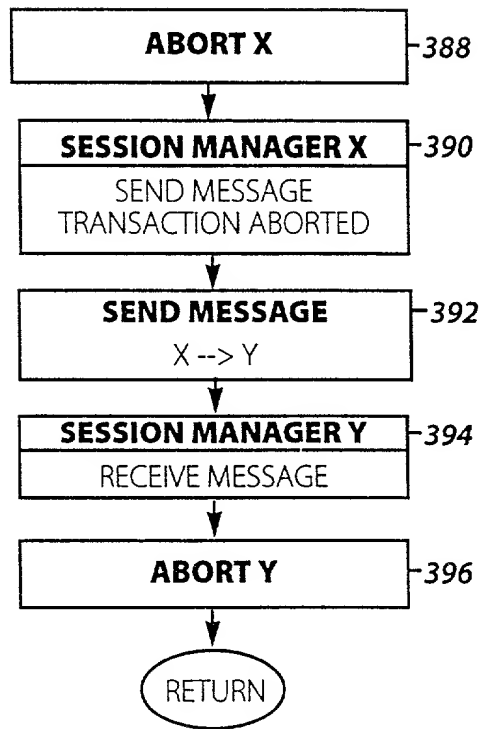 ABORT X
388
SESSION MANAGER X
390
SEND MESSAGE
TRANSACTION ABORTED
SEND MESSAGE
392
X --> Y
SESSION MANAGER Y
394
RECEIVE MESSAGE
ABORT Y
396
RETURN